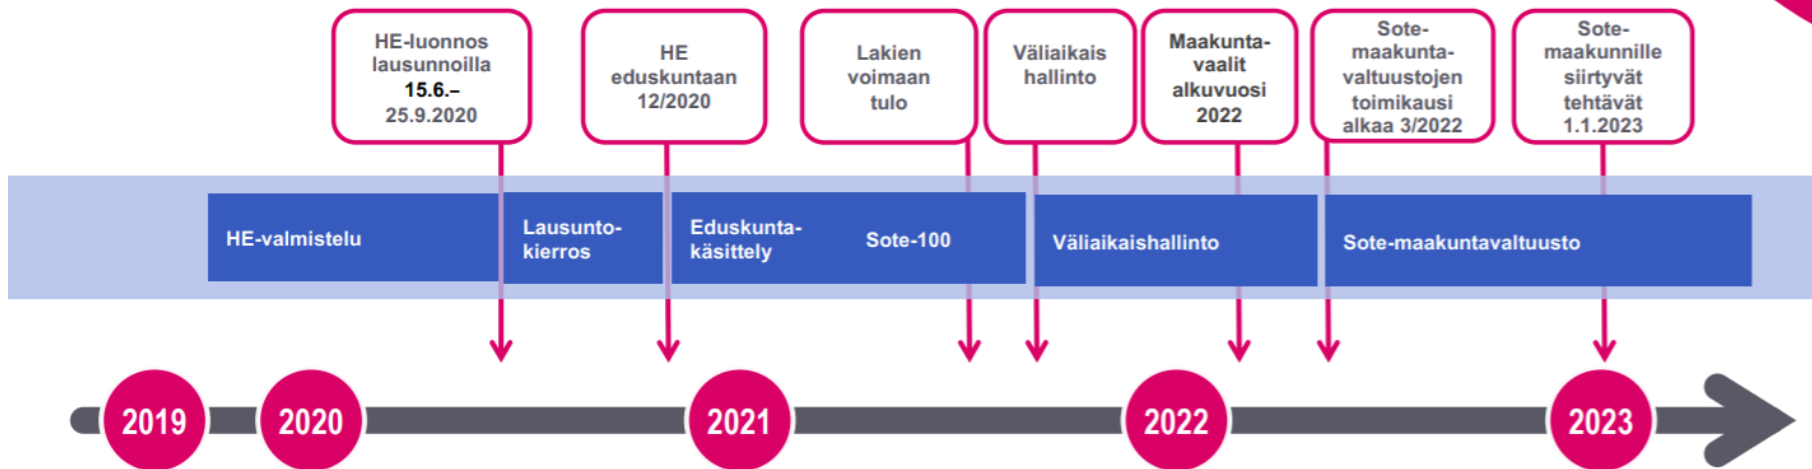 HE-luonnos
lausunnoilla
15.6.–
25.9.2020
HE
eduskuntaan
12/2020
Lakien
voimaan
tulo
Väliaikais
hallinto
Maakunta-
vaalit
alkuvuosi
2022
Sote-
maakunta-
valtuustojen
toimikausi
alkaa 3/2022
Sote-
maakunnille
siirtyvät
tehtävät
1.1.2023
HE-valmistelu
Lausunto-
kierros
Eduskunta-
käsittely
Sote-100
Väliaikaishallinto
Sote-maakuntavaltuusto
2019
2020
2021
2022
2023